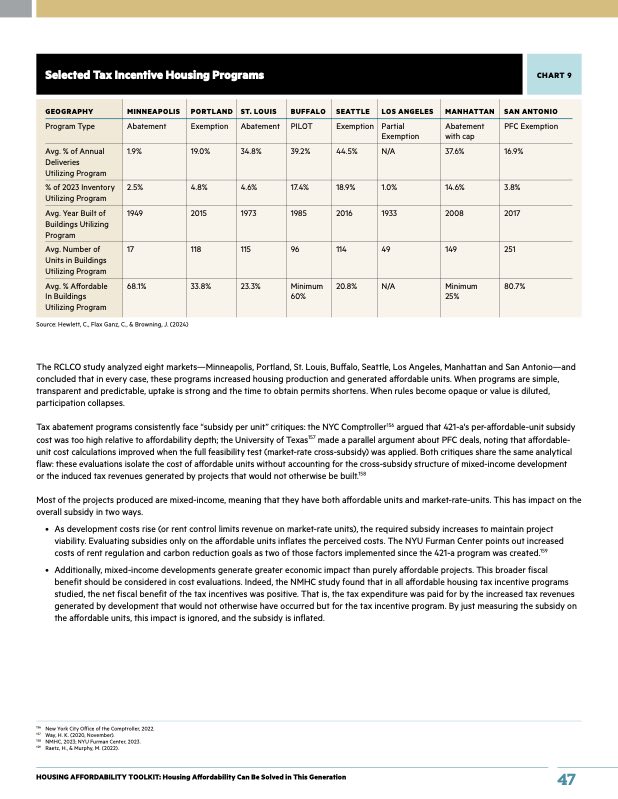 Selected Tax Incentive Housing Programs
CHART 9
GEOGRAPHY MINNEAPOLIS PORTLAND ST. LOUIS BUFFALO SEATTLE LOS ANGELES MANHATTAN SAN ANTONIO
Program Type Abatement Exemption Abatement PILOT Exemption Partial Exemption Abatement with cap PFC Exemption
Avg. % of Annual Deliveries Utilizing Program 1.9% 19.0% 34.8% 39.2% 44.5% N/A 37.6% 16.9%
% of 2023 Inventory Utilizing Program 2.5% 4.8% 4.6% 17.4% 18.9% 1.0% 14.6% 3.8%
Avg. Year Built of Buildings Utilizing Program 1949 2015 1973 1985 2016 1933 2008 2017
Avg. Number of Units in Buildings Utilizing Program 17 118 115 96 114 49 149 251
Avg. % Affordable In Buildings Utilizing Program 68.1% 33.8% 23.3% Minimum 60% 20.8% N/A Minimum 25% 80.7%
Source: Hewlett, C., Flax Ganz, C., & Browning, J. (2024)
The RCLCO study analyzed eight markets—Minneapolis, Portland, St. Louis, Buffalo, Seattle, Los Angeles, Manhattan and San Antonio—and
concluded that in every case, these programs increased housing production and generated affordable units. When programs are simple,
transparent and predictable, uptake is strong and the time to obtain permits shortens. When rules become opaque or value is diluted,
participation collapses.
Tax abatement programs consistently face “subsidy per unit” critiques: the NYC Comptroller156 argued that 421-a's per-affordable-unit subsidy
cost was too high relative to affordability depth; the University of Texas157 made a parallel argument about PFC deals, noting that affordable-
unit cost calculations improved when the full feasibility test (market-rate cross-subsidy) was applied. Both critiques share the same analytical
flaw: these evaluations isolate the cost of affordable units without accounting for the cross-subsidy structure of mixed-income development
or the induced tax revenues generated by projects that would not otherwise be built.158
Most of the projects produced are mixed-income, meaning that they have both affordable units and market-rate-units. This has impact on the
overall subsidy in two ways.
• As development costs rise (or rent control limits revenue on market-rate units), the required subsidy increases to maintain project
viability. Evaluating subsidies only on the affordable units inflates the perceived costs. The NYU Furman Center points out increased
costs of rent regulation and carbon reduction goals as two of those factors implemented since the 421-a program was created.159
• Additionally, mixed-income developments generate greater economic impact than purely affordable projects. This broader fiscal
benefit should be considered in cost evaluations. Indeed, the NMHC study found that in all affordable housing tax incentive programs
studied, the net fiscal benefit of the tax incentives was positive. That is, the tax expenditure was paid for by the increased tax revenues
generated by development that would not otherwise have occurred but for the tax incentive program. By just measuring the subsidy on
the affordable units, this impact is ignored, and the subsidy is inflated.
156 New York City Office of the Comptroller, 2022.
157 Way, H. K. (2020, November).
158 NMHC, 2023; NYU Furman Center, 2023.
159 Raetz, H., & Murphy, M. (2022).
HOUSING AFFORDABILITY TOOLKIT: Housing Affordability Can Be Solved in This Generation
47